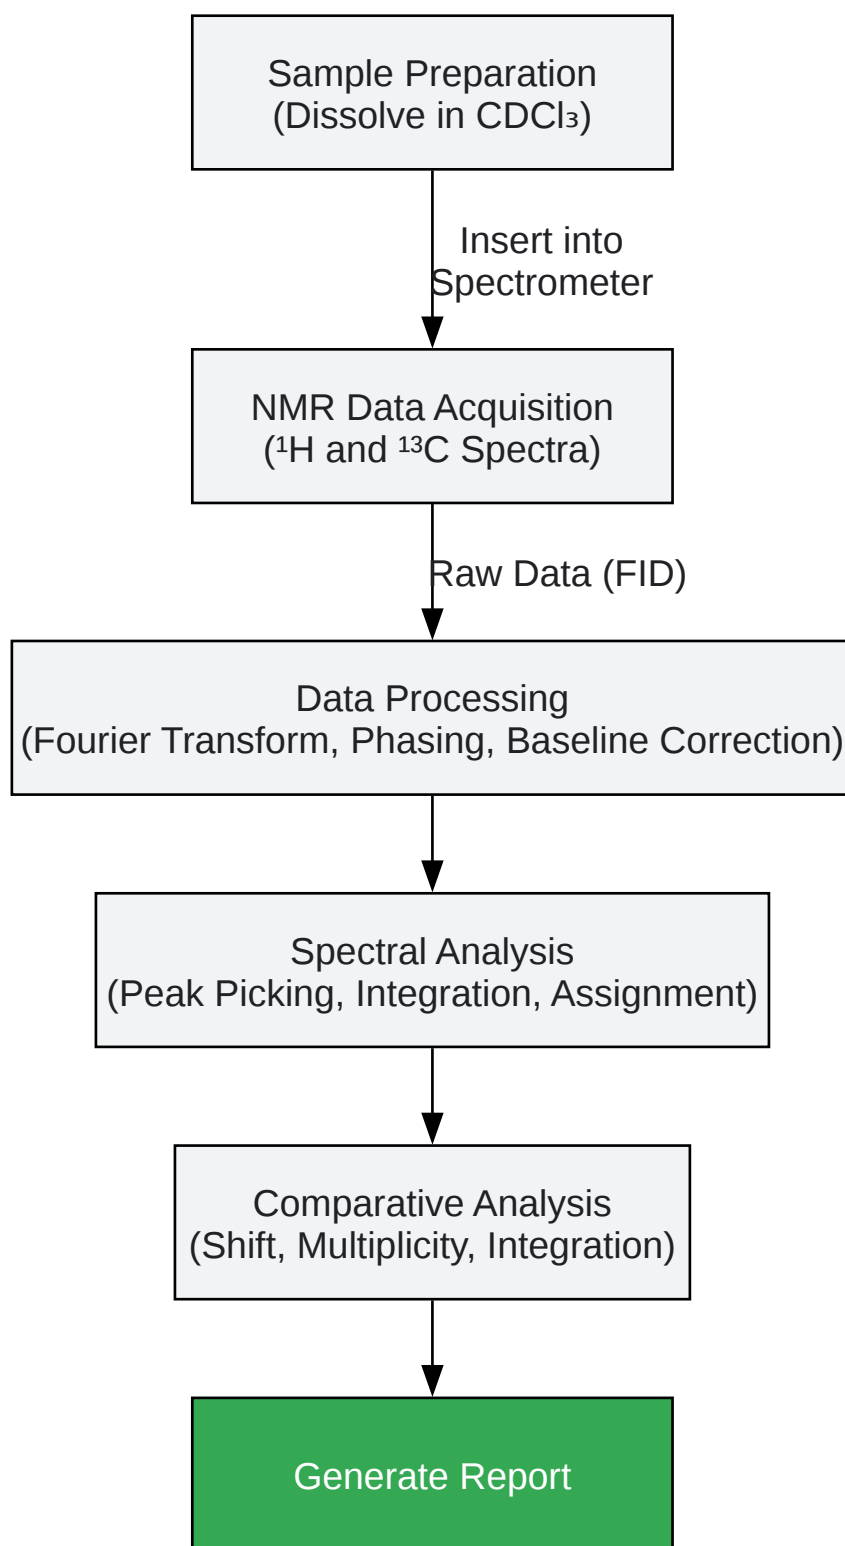 Sample Preparation
(Dissolve in CDCl₃)
Insert into
Spectrometer
NMR Data Acquisition
(¹H and ¹³C Spectra)
Raw Data (FID)
Data Processing
(Fourier Transform, Phasing, Baseline Correction)
Spectral Analysis
(Peak Picking, Integration, Assignment)
Comparative Analysis
(Shift, Multiplicity, Integration)
Generate Report